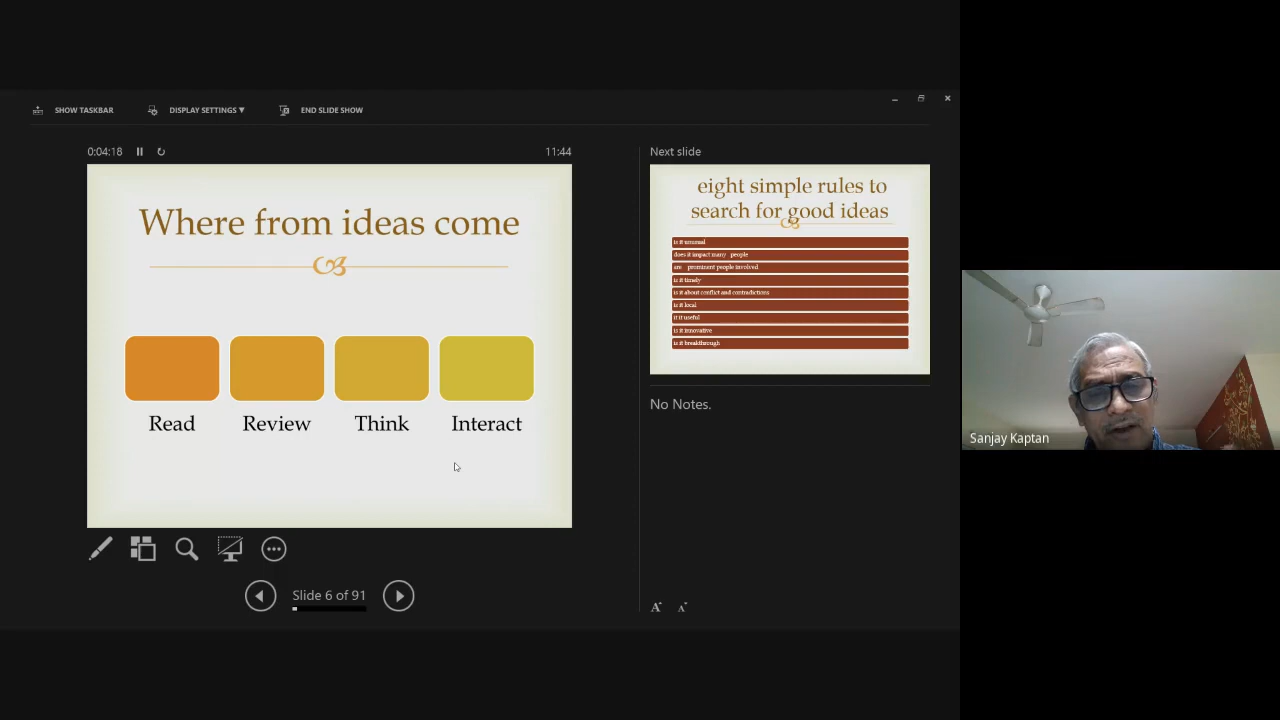 SHOW TASKBAR
DISPLAY SETTINGS ▼
END SLIDE SHOW
0:04:18
11:44
Next slide
Where from ideas come
Read
Review
Think
Interact
eight simple rules to
search for good ideas
is it unusual
does it impact many people
are prominent people involved
is it timely
is it about conflict and contradictions
is it local
it it useful
is it innovative
is it breakthrough
No Notes.
Sanjay Kaptan
Slide 6 of 91
A
A